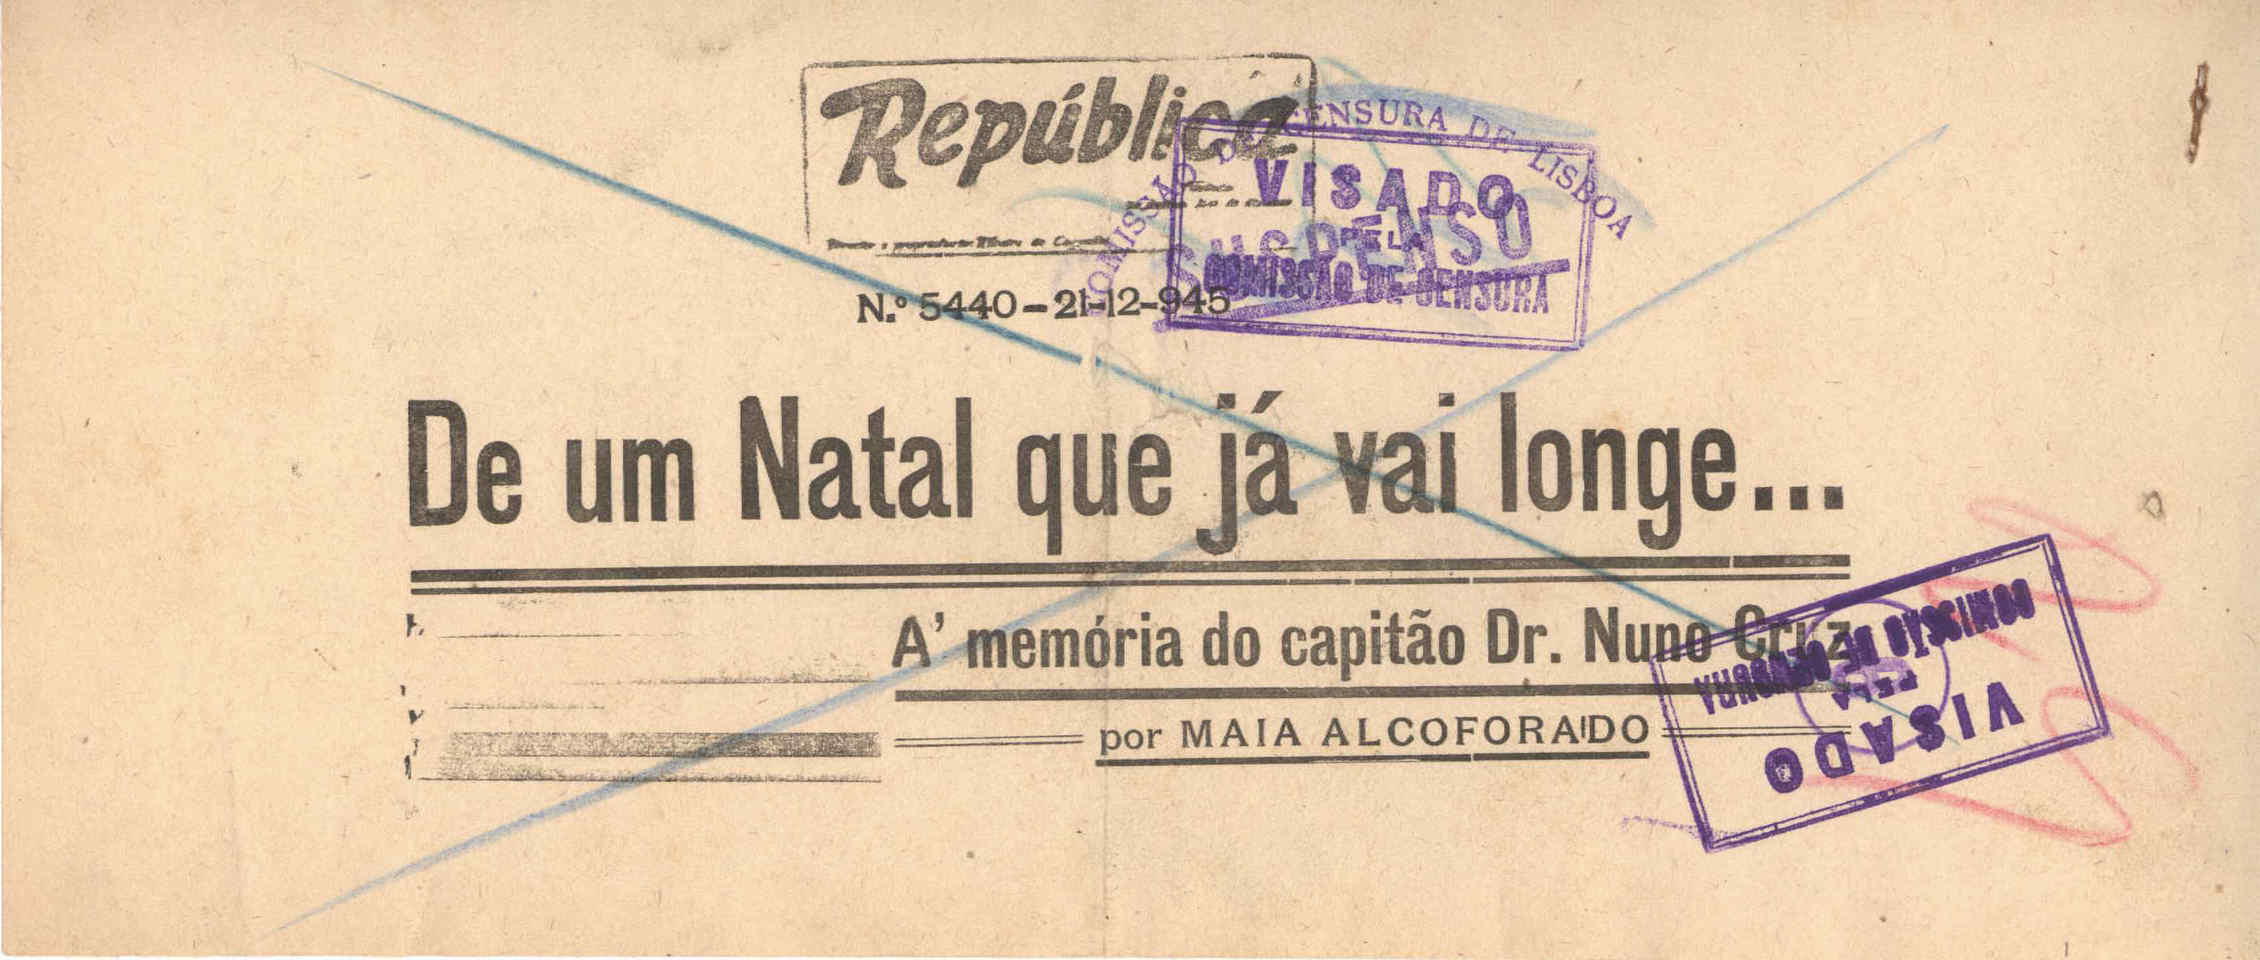 República
COMISSÃO DE CENSURA DE LISBOA
SUSPENSO
VISADO
PELA
COMISSÃO DE CENSURA
N.º 5440-21-12-945
De um Natal que já vai longe...
A' memória do capitão Dr. Nuno Cruz
por MAIA ALCOFORADO
VISADO
PELA
COMISSÃO DE CENSURA